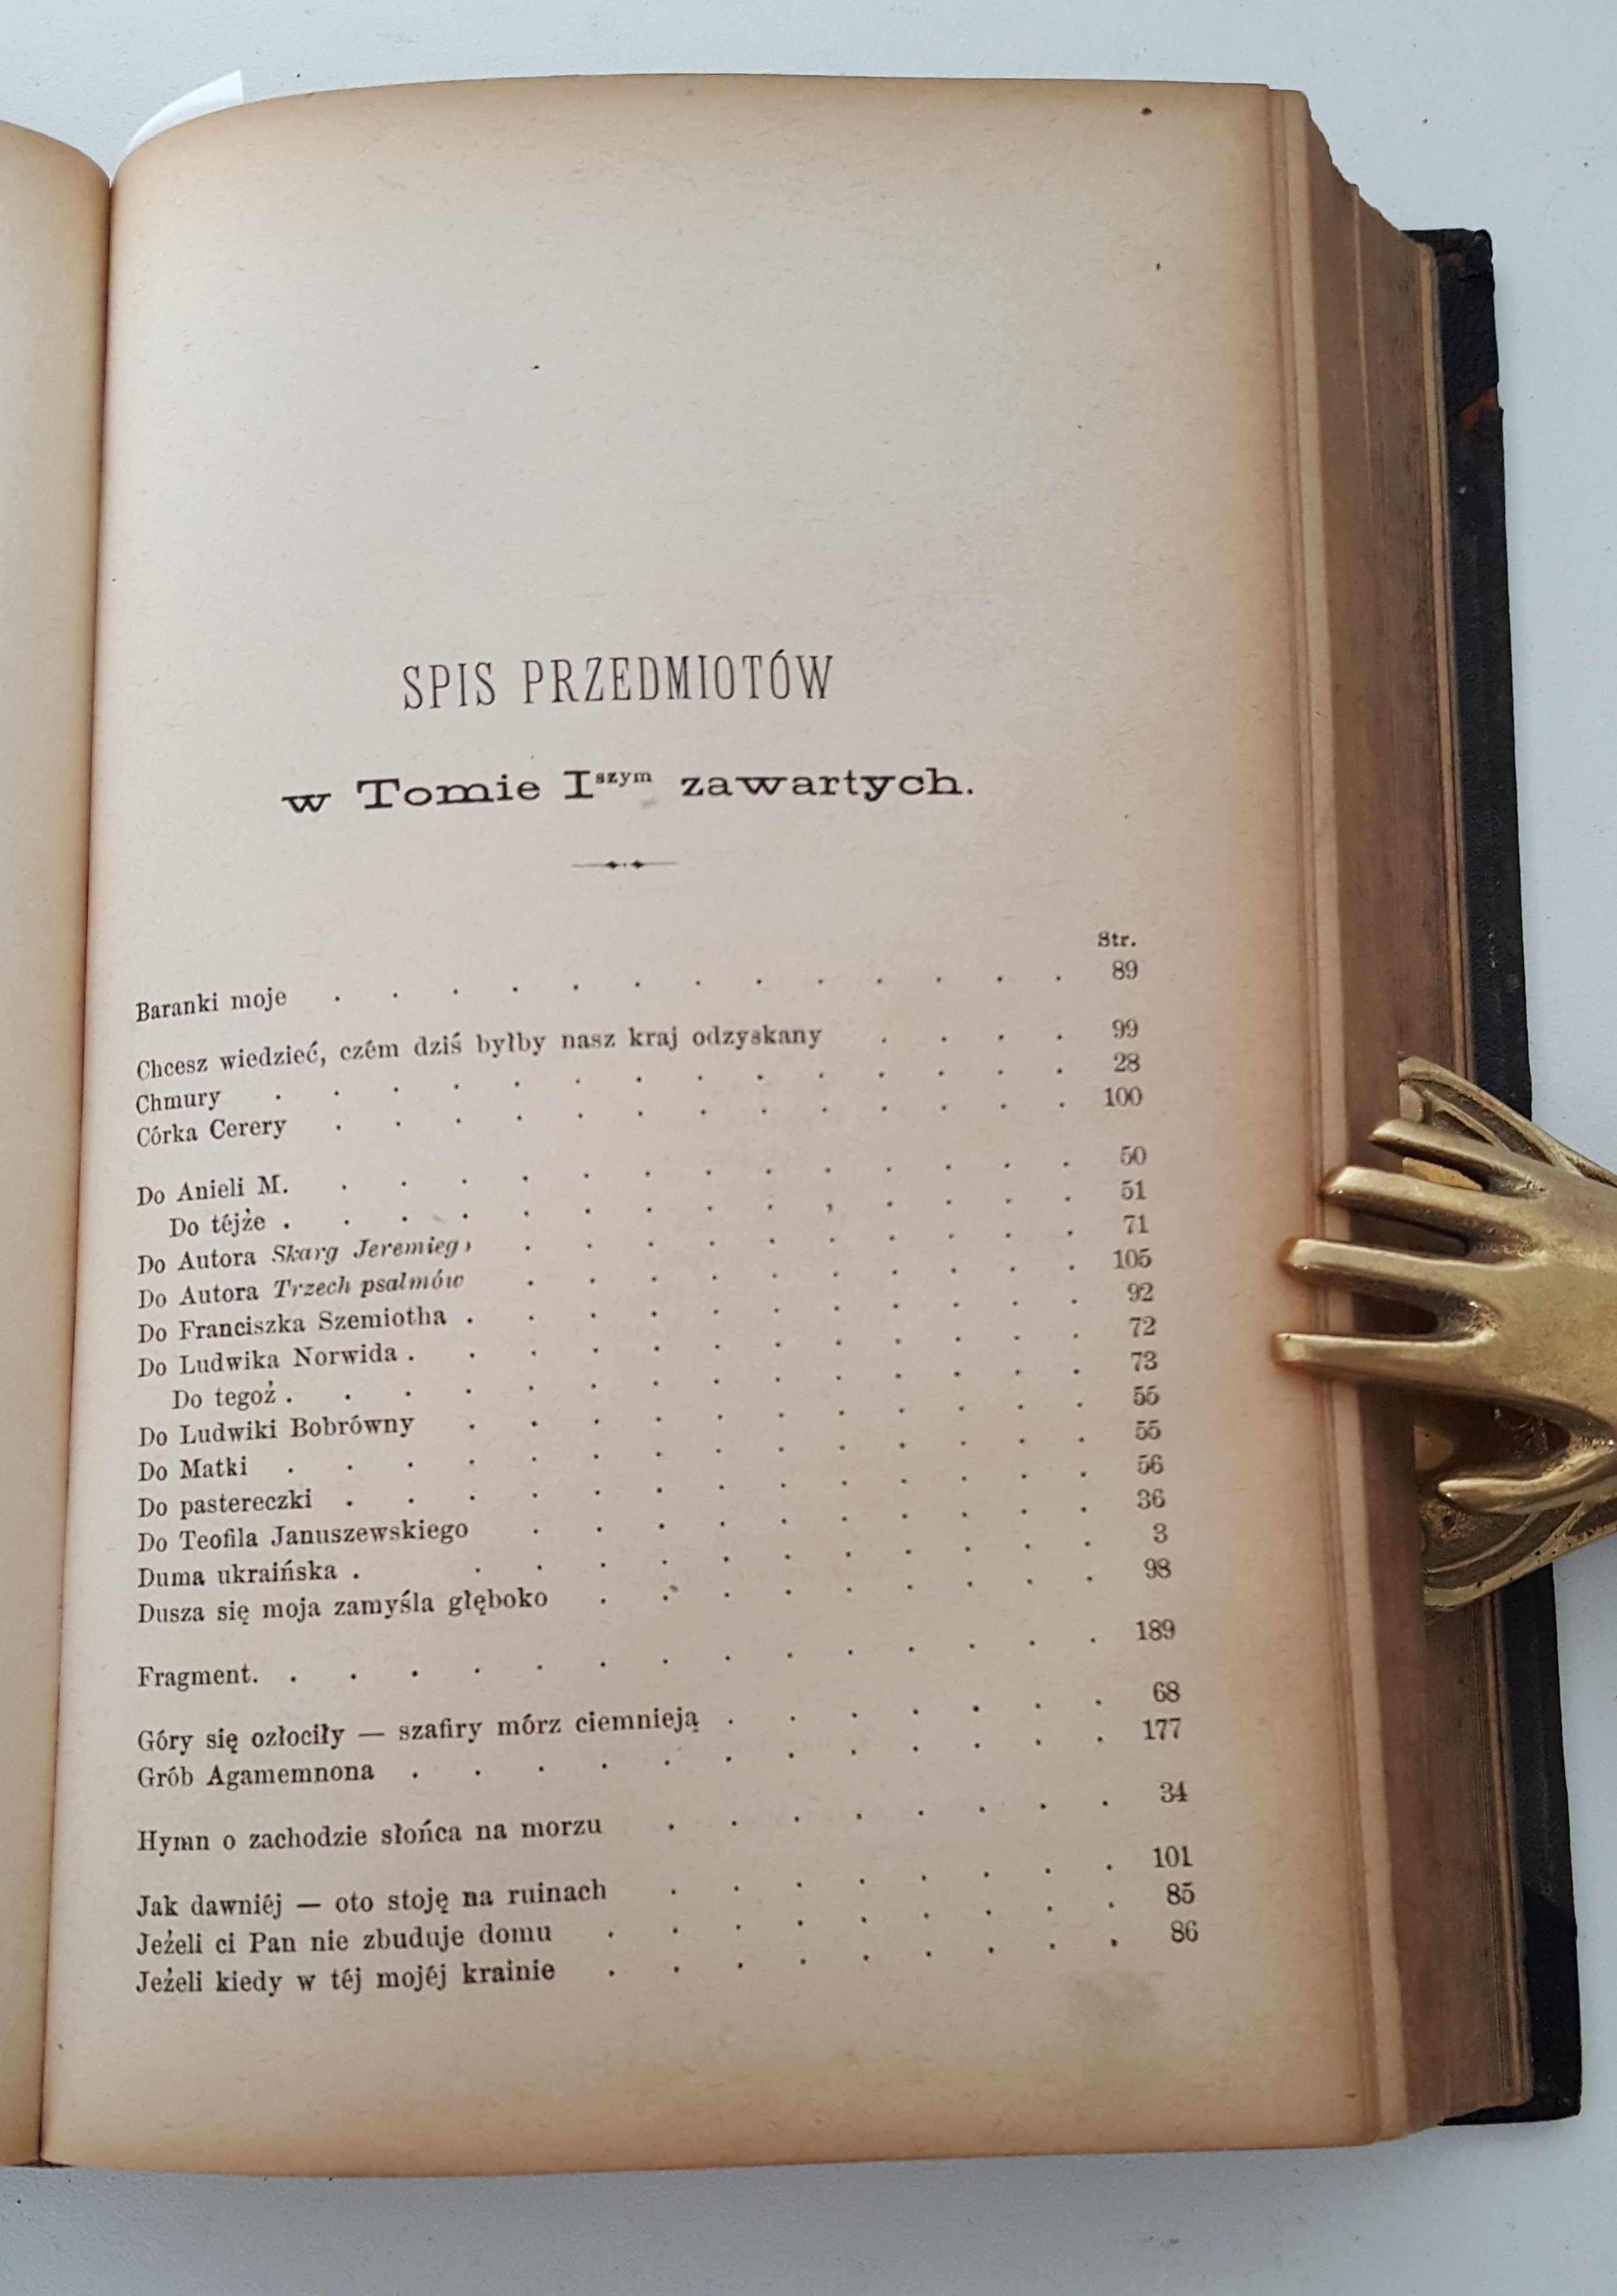 SPIS PRZEDMIOTÓW
w Tomie Iszym zawartych.
Str.
Baranki moje . . . . . . . . . . . . . 89
Chcesz wiedzieć, czém dziś byłby nasz kraj odzyskany . . . . 99
Chmury . . . . . . . . . . . . . . 28
Córka Cerery . . . . . . . . . . . . . 100
Do Anieli M. . . . . . . . . . . . . . 50
Do téjże . . . . . . . . . . . . . . 51
Do Autora Skarg Jeremiego . . . . . . . . . . 71
Do Autora Trzech psalmów . . . . . . . . . . 105
Do Franciszka Szemiotha . . . . . . . . . . . 92
Do Ludwika Norwida . . . . . . . . . . . . 72
Do tegoż . . . . . . . . . . . . . . 73
Do Ludwiki Bobrówny . . . . . . . . . . . 55
Do Matki . . . . . . . . . . . . . . 55
Do pastereczki . . . . . . . . . . . . . 56
Do Teofila Januszewskiego . . . . . . . . . . 36
Duma ukraińska . . . . . . . . . . . . 3
Dusza się moja zamyśla głęboko . . . . . . . . . 98
Fragment. . . . . . . . . . . . . . . 189
Góry się ozłociły — szafiry mórz ciemnieją . . . . . . . 68
Grób Agamemnona . . . . . . . . . . . . 177
Hymn o zachodzie słońca na morzu . . . . . . . . 34
Jak dawniéj — oto stoję na ruinach . . . . . . . . 101
Jeżeli ci Pan nie zbuduje domu . . . . . . . . . 85
Jeżeli kiedy w téj mojéj krainie . . . . . . . . . 86